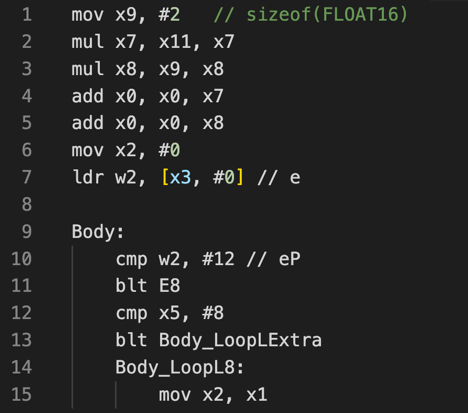 1 mov x9, #2 // sizeof(FLOAT16)
2 mul x7, x11, x7
3 mul x8, x9, x8
4 add x0, x0, x7
5 add x0, x0, x8
6 mov x2, #0
7 ldr w2, [x3, #0] // e
8
9 Body:
10 cmp w2, #12 // eP
11 blt E8
12 cmp x5, #8
13 blt Body_LoopLExtra
14 Body_LoopL8:
15 mov x2, x1